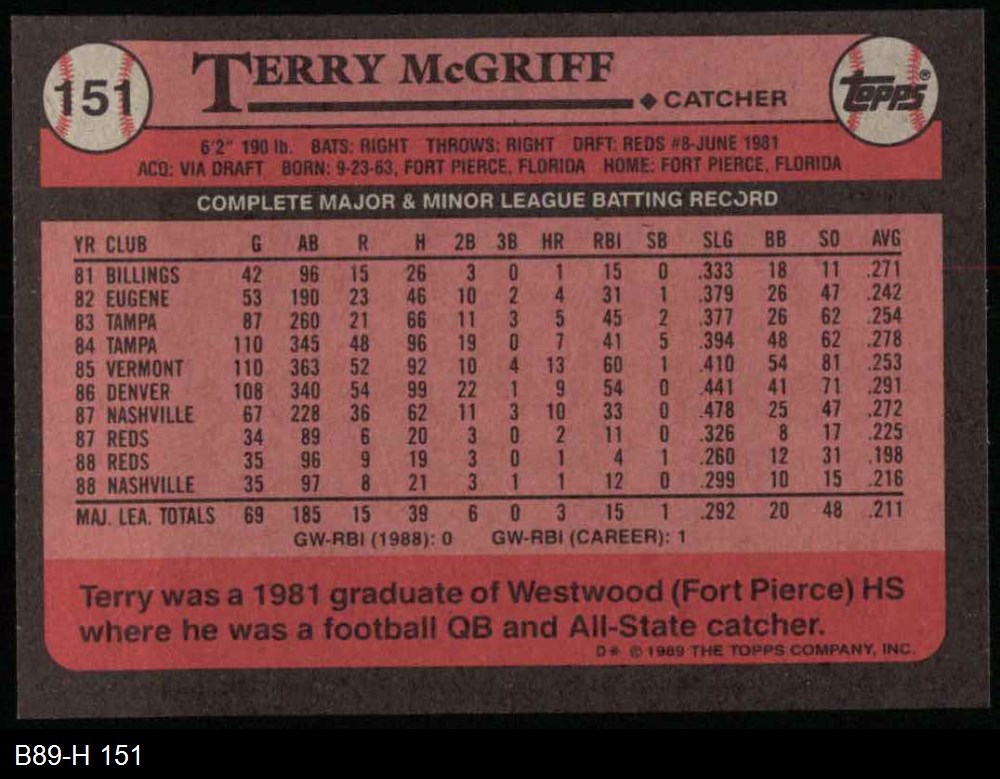 151
TERRY McGRIFF
◆ CATCHER
TOPPS®
6'2" 190 lb. BATS: RIGHT THROWS: RIGHT DRFT: REDS #8-JUNE 1981
ACQ: VIA DRAFT BORN: 9-23-63, FORT PIERCE, FLORIDA HOME: FORT PIERCE, FLORIDA
COMPLETE MAJOR & MINOR LEAGUE BATTING RECORD
YR CLUB G AB R H 2B 3B HR RBI SB SLG BB SO AVG
81 BILLINGS 42 96 15 26 3 0 1 15 0 .333 18 11 .271
82 EUGENE 53 190 23 46 10 2 4 31 1 .379 26 47 .242
83 TAMPA 87 260 21 66 11 3 5 45 2 .377 26 62 .254
84 TAMPA 110 345 48 96 19 0 7 41 5 .394 48 62 .278
85 VERMONT 110 363 52 92 10 4 13 60 1 .410 54 81 .253
86 DENVER 108 340 54 99 22 1 9 54 0 .441 41 71 .291
87 NASHVILLE 67 228 36 62 11 3 10 33 0 .478 25 47 .272
87 REDS 34 89 6 20 3 0 2 11 0 .326 8 17 .225
88 REDS 35 96 9 19 3 0 1 4 1 .260 12 31 .198
88 NASHVILLE 35 97 8 21 3 1 1 12 0 .299 10 15 .216
MAJ. LEA. TOTALS 69 185 15 39 6 0 3 15 1 .292 20 48 .211
GW-RBI (1988): 0 GW-RBI (CAREER): 1
Terry was a 1981 graduate of Westwood (Fort Pierce) HS
where he was a football QB and All-State catcher.
D* © 1989 THE TOPPS COMPANY, INC.
B89-H 151